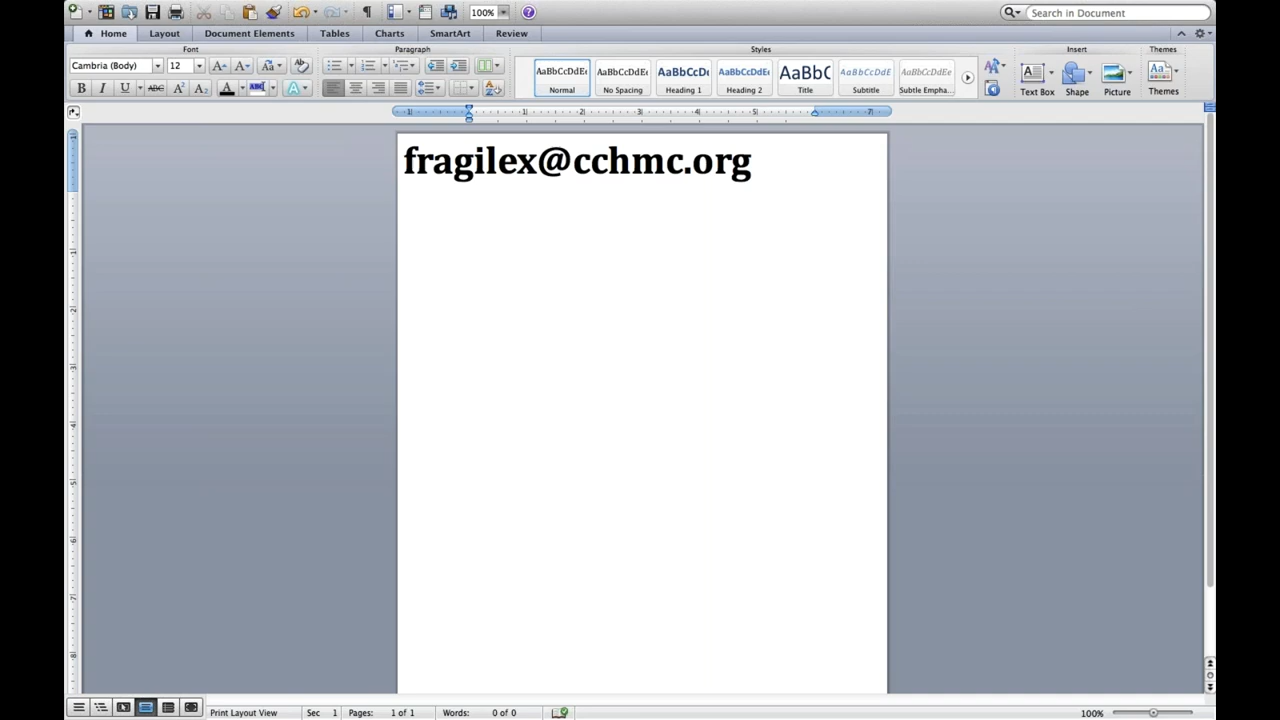 100%
Search in Document
Home
Layout
Document Elements
Tables
Charts
SmartArt
Review
Font
Paragraph
Styles
Insert
Themes
Cambria (Body)
12
AaBbCcDdEe
Normal
AaBbCcDdEe
No Spacing
AaBbCcDc
Heading 1
AaBbCcDdEe
Heading 2
AaBbC
Title
AaBbCcDdE
Subtitle
AaBbCcDdEe
Subtle Empha...
Text Box
Shape
Picture
Themes
fragilex@cchmc.org
Print Layout View
Sec 1
Pages: 1 of 1
Words: 0 of 0
100%